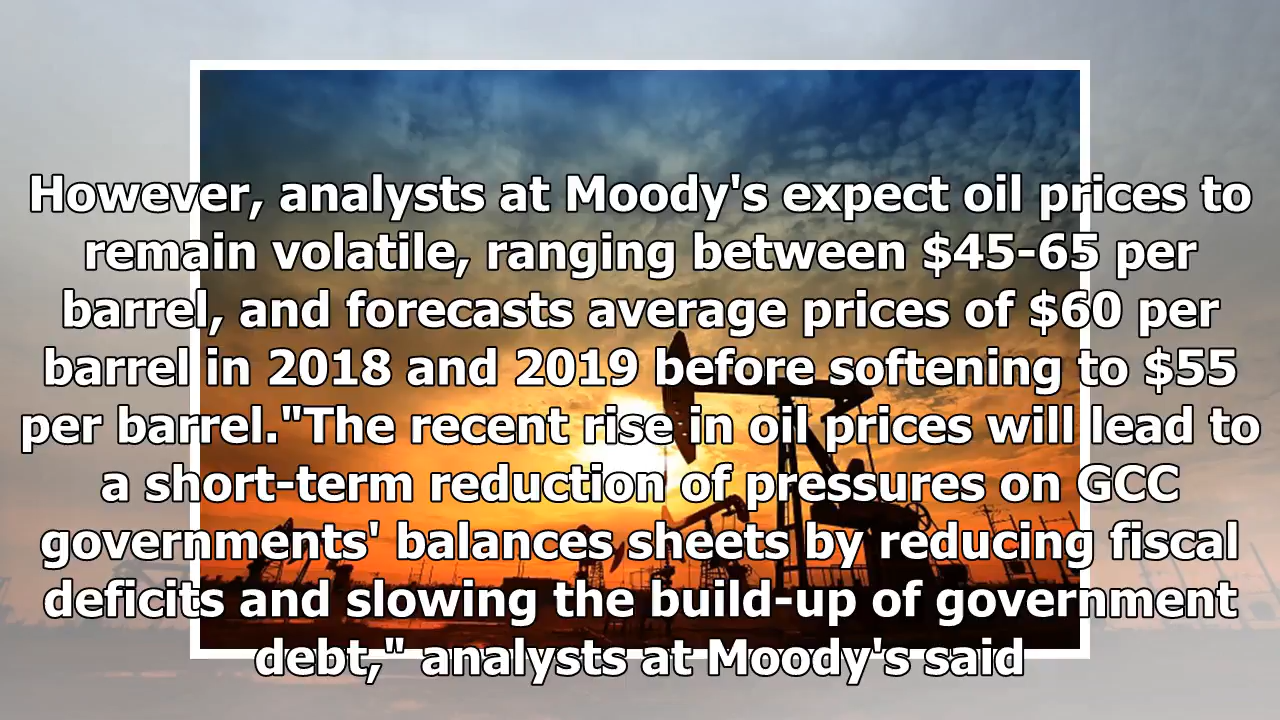 However, analysts at Moody's expect oil prices to
remain volatile, ranging between $45-65 per
barrel, and forecasts average prices of $60 per
barrel in 2018 and 2019 before softening to $55
per barrel."The recent rise in oil prices will lead to
a short-term reduction of pressures on GCC
governments' balances sheets by reducing fiscal
deficits and slowing the build-up of government
debt," analysts at Moody's said